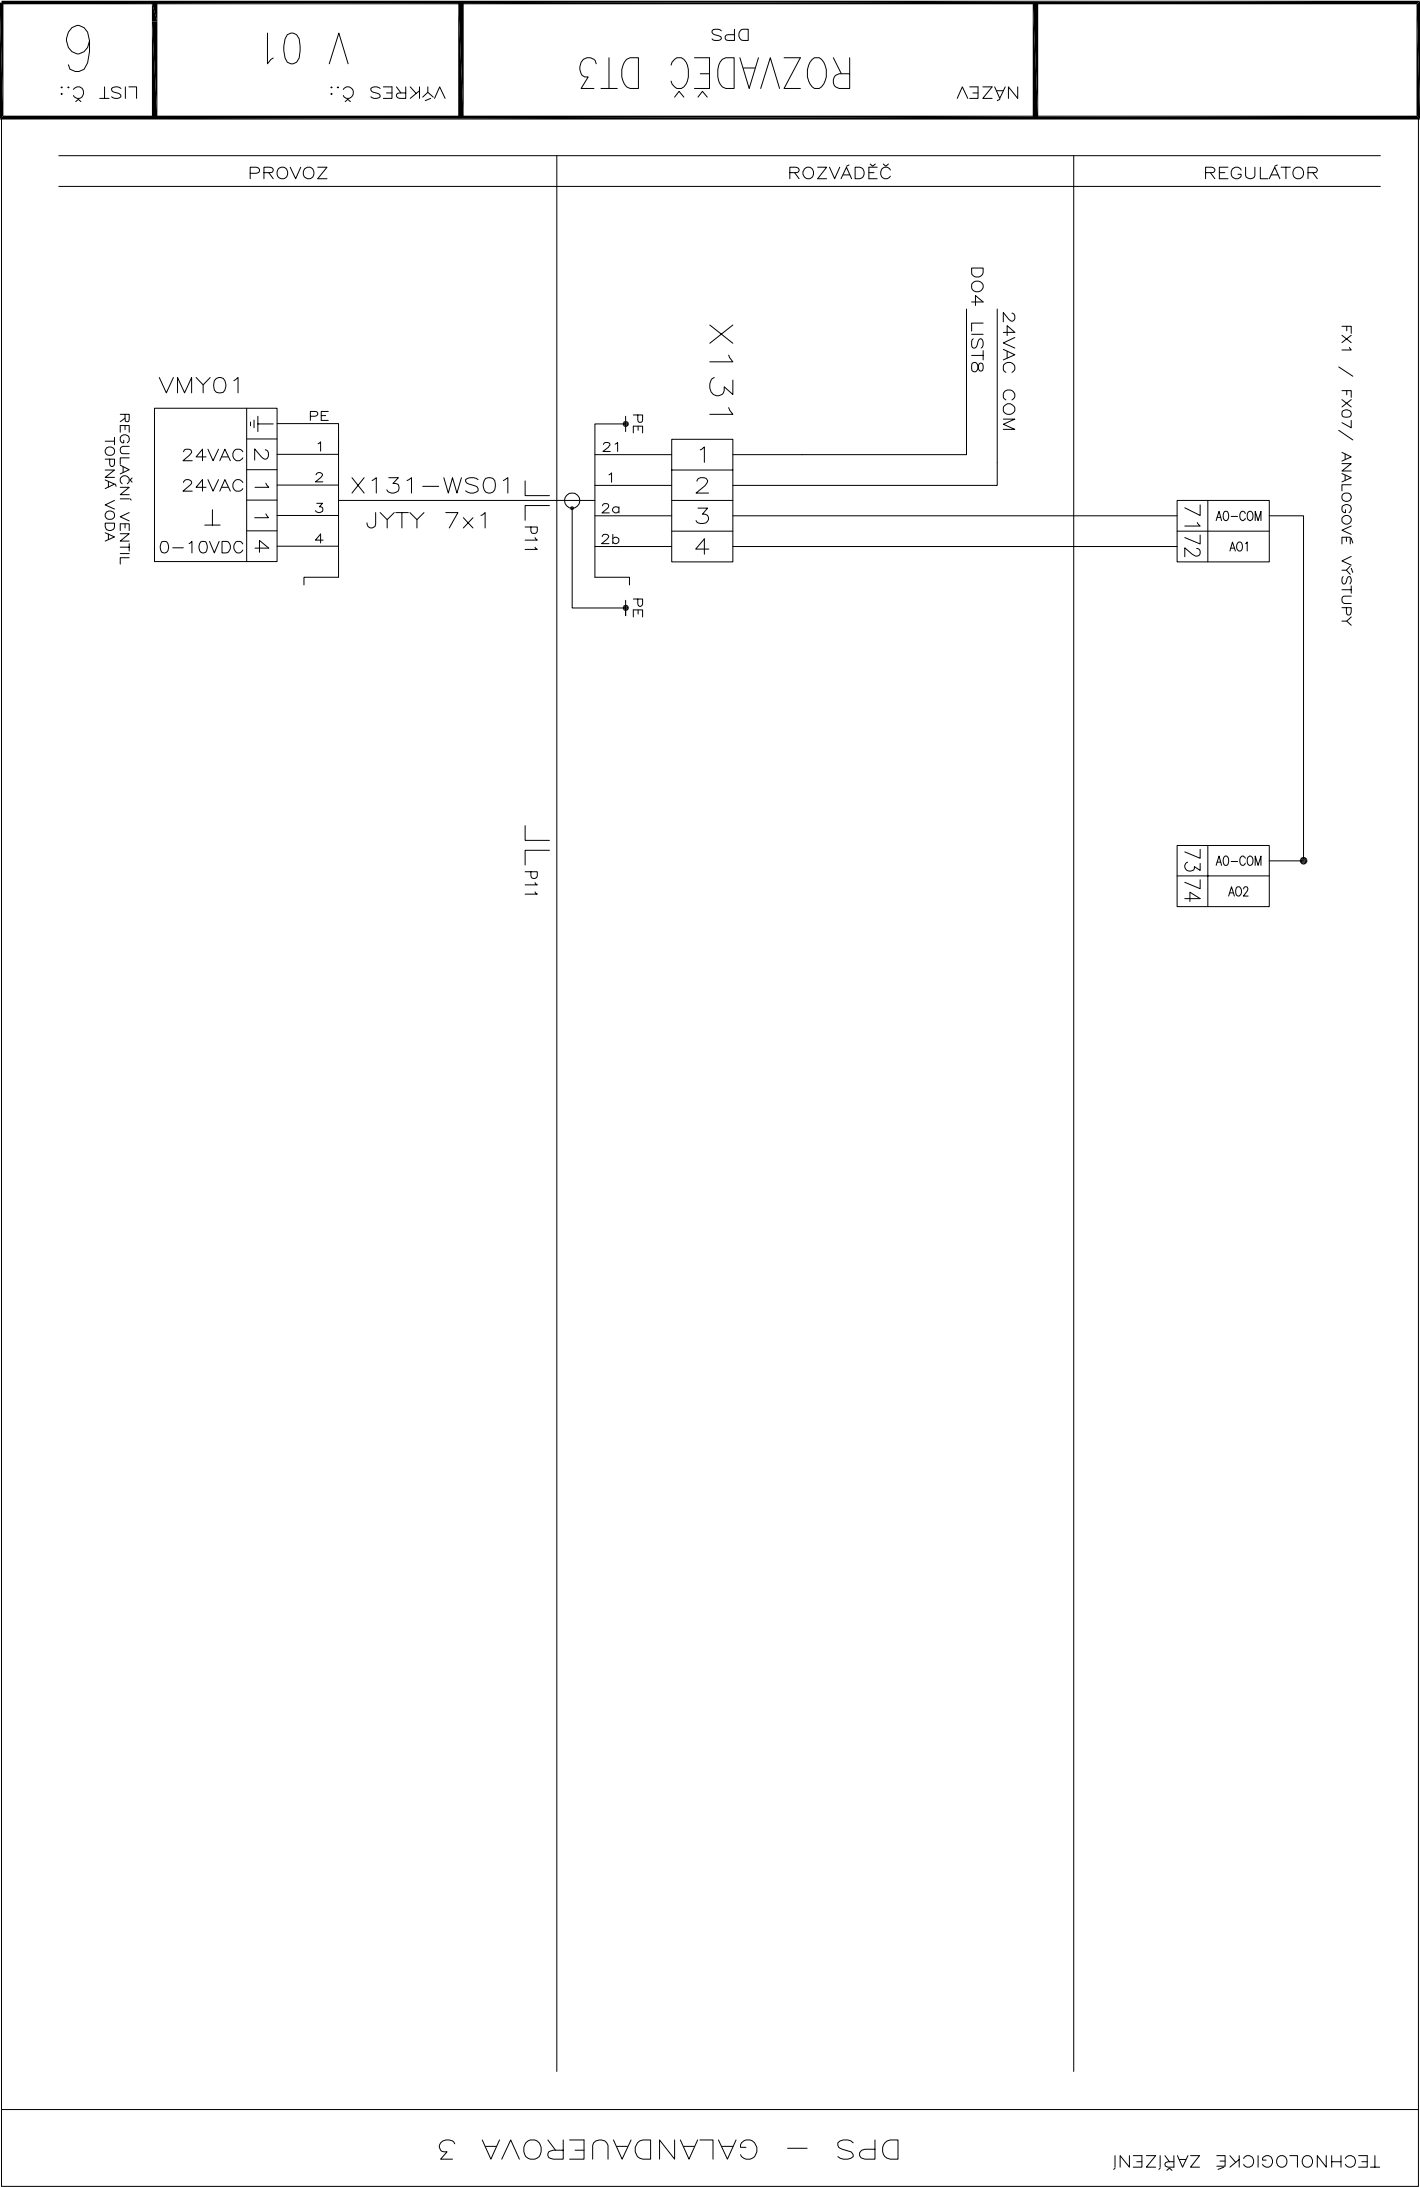 LIST Č.:
6
VÝKRES Č.:
V 01
NÁZEV
ROZVADĚČ DT3
DPS
PROVOZ
ROZVÁDĚČ
REGULÁTOR
FX1 / FX07/ ANALOGOVÉ VÝSTUPY
DO4 LIST8
24VAC COM
X131
VMY01
REGULAČNÍ VENTIL
TOPNÁ VODA
PE
24VAC 2 1
24VAC 1 2
1 3
0-10VDC 4 4
X131-WS01
JYTY 7x1
P11
PE
21 1
1 2
2a 3
2b 4
PE
71 AO-COM
72 AO1
P11
73 AO-COM
74 AO2
DPS - GALANDAUEROVA 3
TECHNOLOGICKÉ ZAŘÍZENÍ